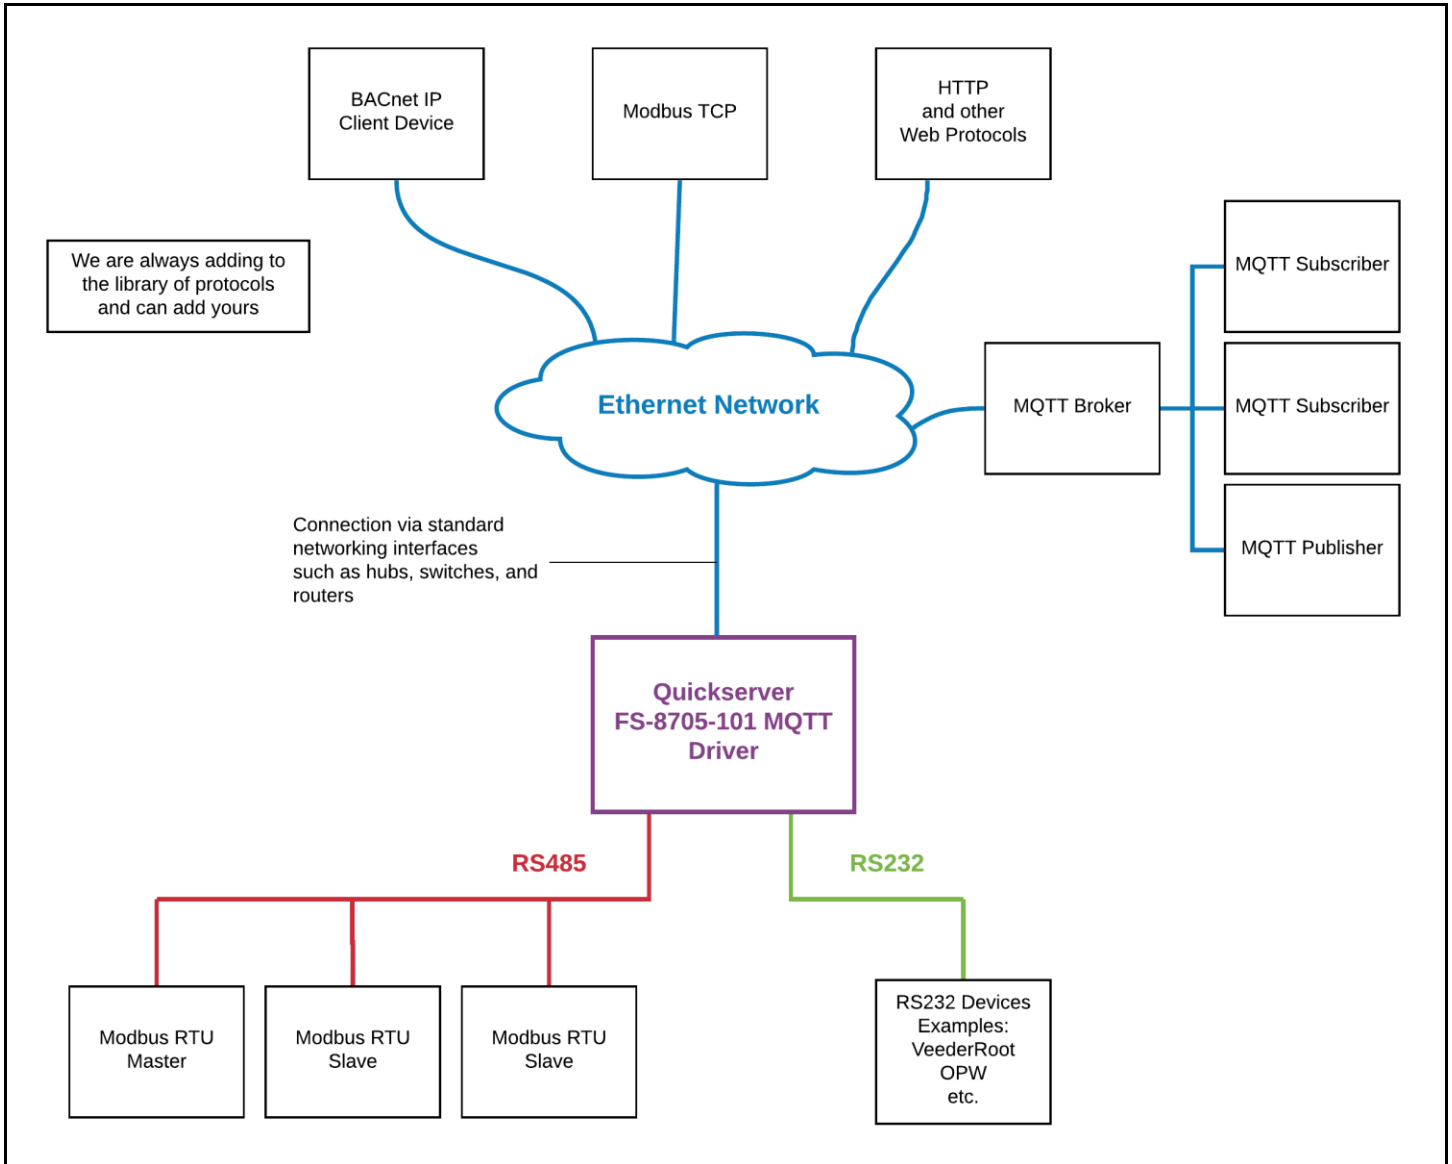 BACnet IP
Client Device
Modbus TCP
HTTP
and other
Web Protocols
We are always adding to
the library of protocols
and can add yours
MQTT Subscriber
Ethernet Network
MQTT Broker
MQTT Subscriber
Connection via standard
networking interfaces
such as hubs, switches, and
routers
MQTT Publisher
Quickserver
FS-8705-101 MQTT
Driver
RS485
RS232
Modbus RTU
Master
Modbus RTU
Slave
Modbus RTU
Slave
RS232 Devices
Examples:
VeederRoot
OPW
etc.